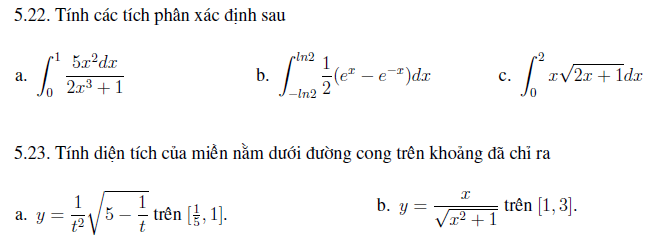 5.22. Tính các tích phân xác định sau
a. $\int_0^1 \frac{5x^2dx}{2x^3+1}$ b. $\int_{-ln2}^{ln2} \frac{1}{2}(e^x - e^{-x})dx$ c. $\int_0^2 x\sqrt{2x+1}dx$
5.23. Tính diện tích của miền nằm dưới đường cong trên khoảng đã chỉ ra
a. $y = \frac{1}{t^2}\sqrt{5 - \frac{1}{t}}$ trên $[\frac{1}{5}, 1]$. b. $y = \frac{x}{\sqrt{x^2+1}}$ trên $[1, 3]$.